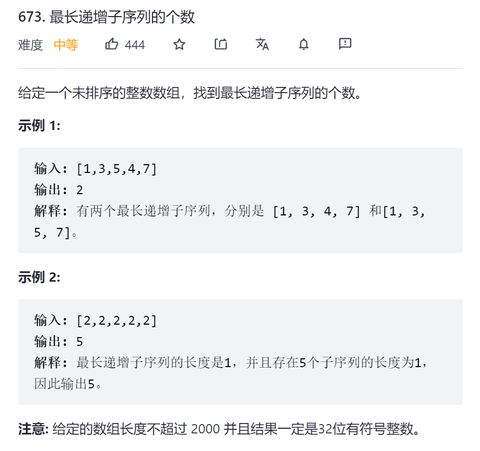 673. 最长递增子序列的个数
难度 中等 444
给定一个未排序的整数数组，找到最长递增子序列的个数。
示例 1:
输入: [1,3,5,4,7]
输出: 2
解释: 有两个最长递增子序列，分别是 [1, 3, 4, 7] 和[1, 3,
5, 7]。
示例 2:
输入: [2,2,2,2,2]
输出: 5
解释: 最长递增子序列的长度是1，并且存在5个子序列的长度为1，
因此输出5。
注意: 给定的数组长度不超过 2000 并且结果一定是32位有符号整数。